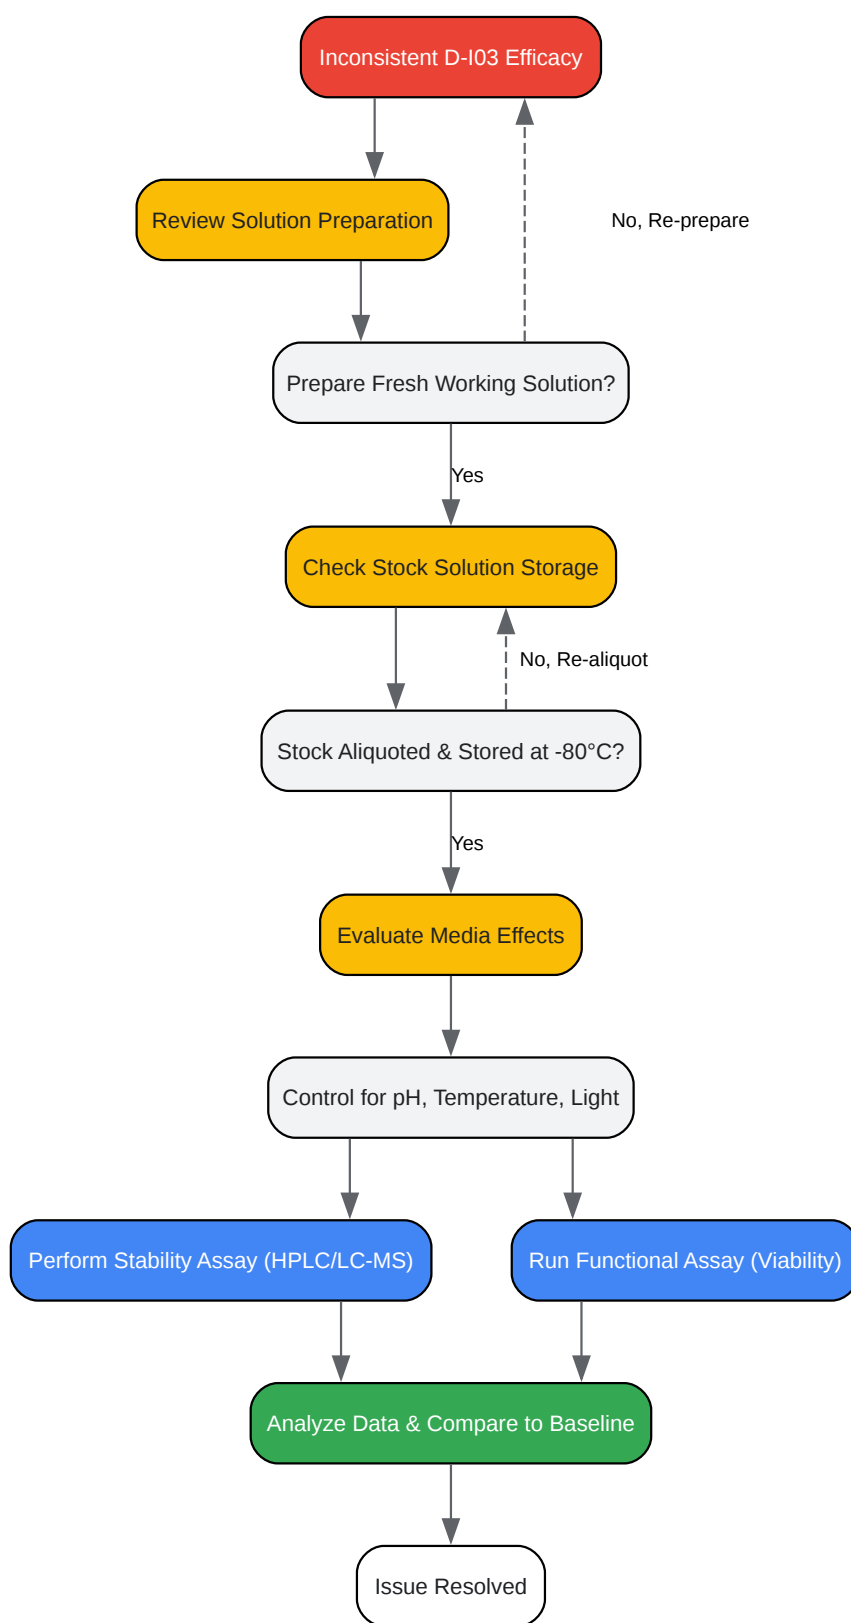 Inconsistent D-I03 Efficacy
Review Solution Preparation
No, Re-prepare
Prepare Fresh Working Solution?
Yes
Check Stock Solution Storage
No, Re-aliquot
Stock Aliquoted & Stored at -80°C?
Yes
Evaluate Media Effects
Control for pH, Temperature, Light
Perform Stability Assay (HPLC/LC-MS)
Run Functional Assay (Viability)
Analyze Data & Compare to Baseline
Issue Resolved